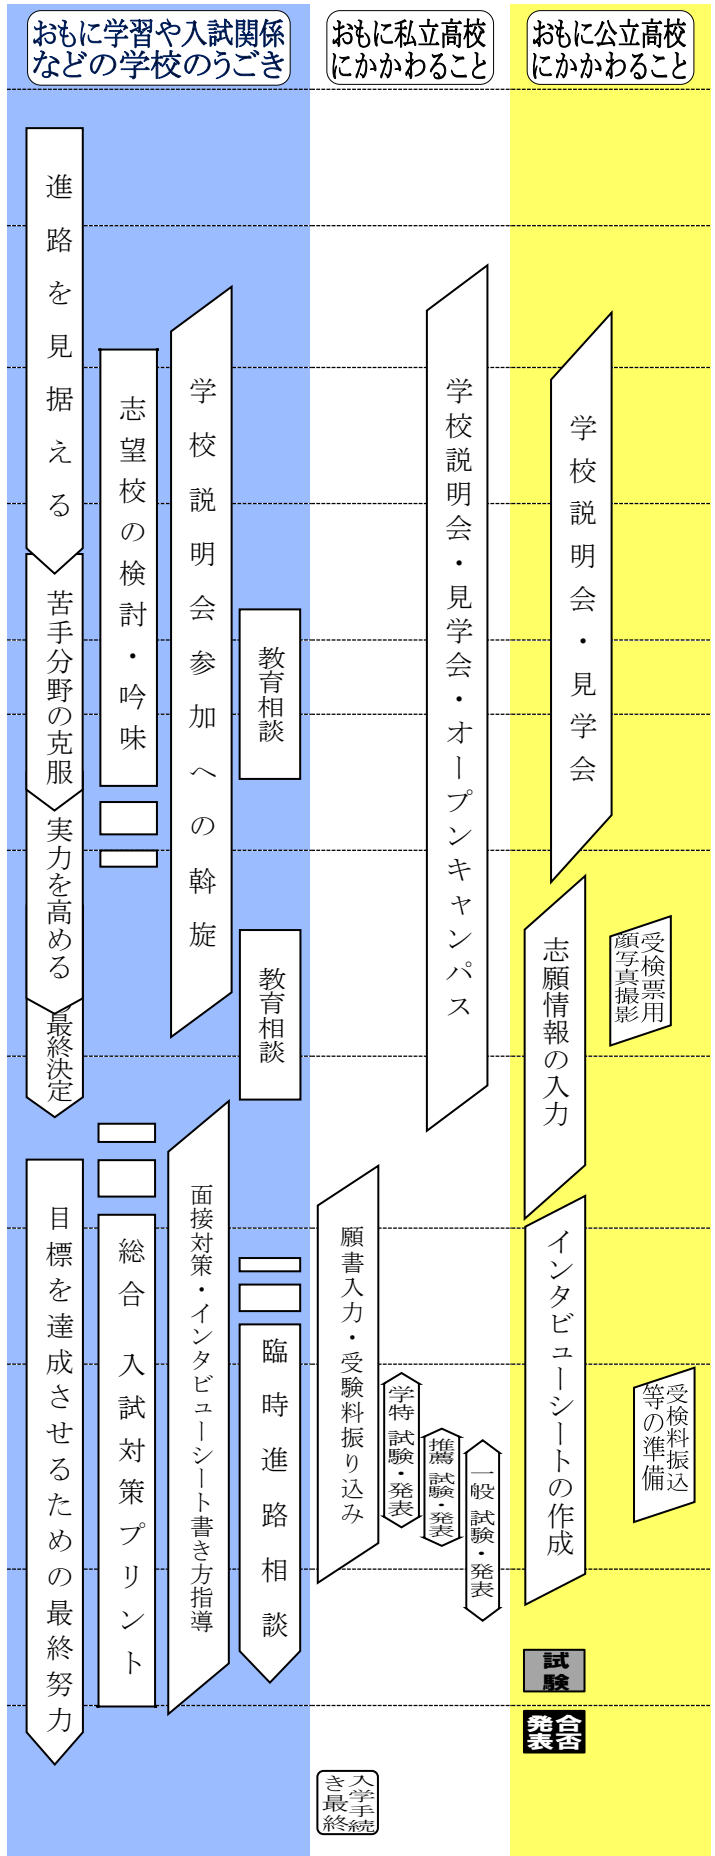 おもに学習や入試関係
などの学校のうごき
おもに私立高校
にかかわること
おもに公立高校
にかかわること
進路を見据える
苦手分野の克服
実力を高める
最終決定
目標を達成させるための最終努力
志望校の検討・吟味
総合 入試対策プリント
学校説明会参加への斡旋
面接対策・インタビューシート書き方指導
教育相談
教育相談
臨時進路相談
学校説明会・見学会・オープンキャンパス
願書入力・受験料振り込み
学特 試験・発表
推薦 試験・発表
一般 試験・発表
入学手続
き最終
学校説明会・見学会
志願情報の入力
受検票用
顔写真撮影
インタビューシートの作成
受検料振込
等の準備
試
験
合否
発表